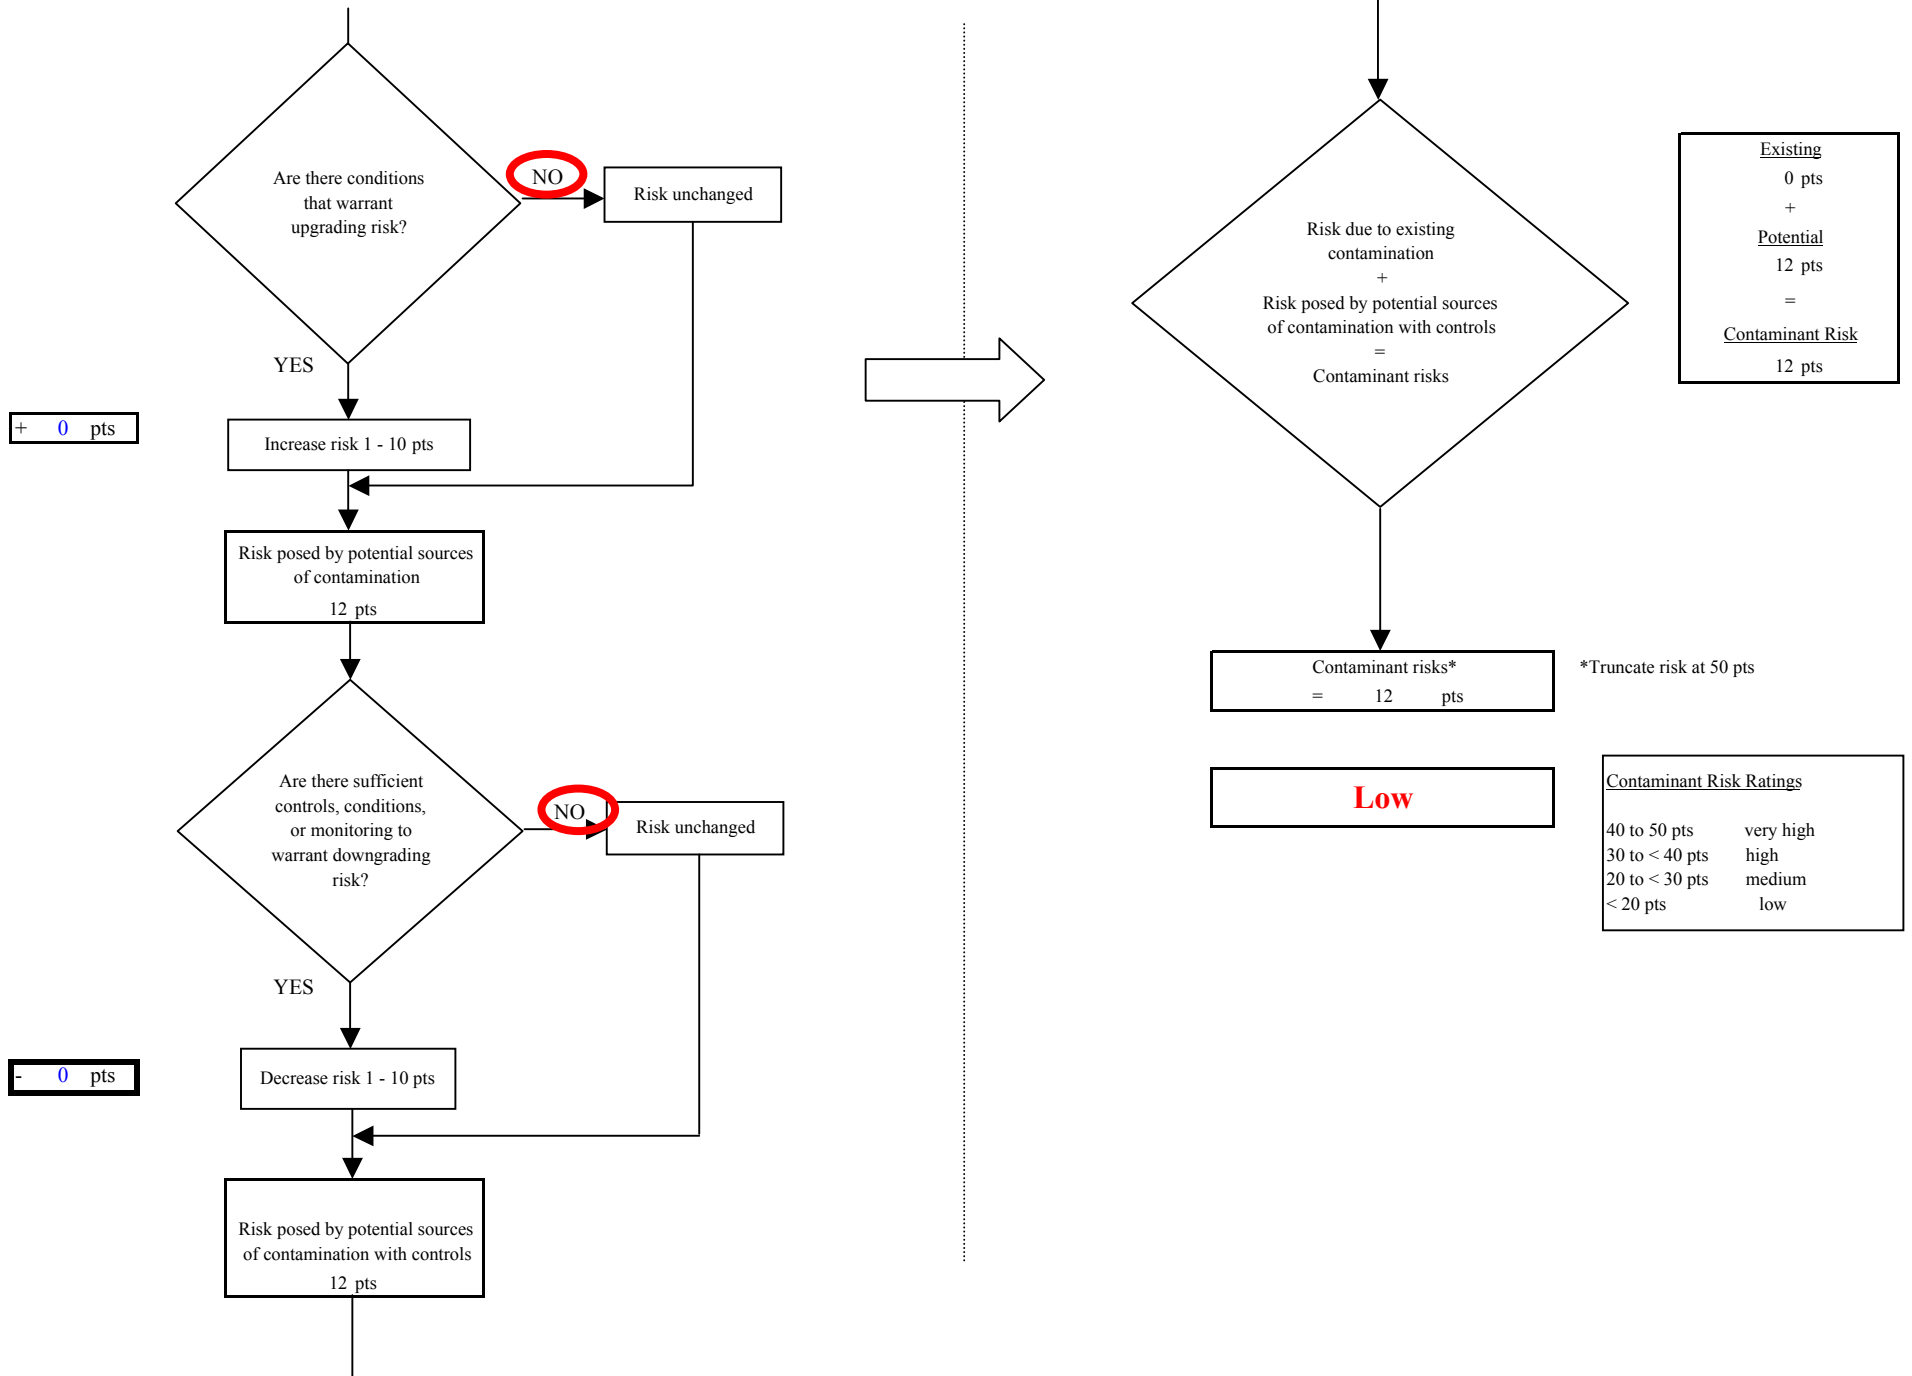 Are there conditions
that warrant
upgrading risk?
NO
Risk unchanged
YES
+ 0 pts
Increase risk 1 - 10 pts
Risk posed by potential sources
of contamination
12 pts
Are there sufficient
controls, conditions,
or monitoring to
warrant downgrading
risk?
NO
Risk unchanged
YES
- 0 pts
Decrease risk 1 - 10 pts
Risk posed by potential sources
of contamination with controls
12 pts
Risk due to existing
contamination
+
Risk posed by potential sources
of contamination with controls
=
Contaminant risks
Existing
0 pts
+
Potential
12 pts
=
Contaminant Risk
12 pts
Contaminant risks*
= 12 pts
*Truncate risk at 50 pts
Low
Contaminant Risk Ratings
40 to 50 pts very high
30 to < 40 pts high
20 to < 30 pts medium
< 20 pts low